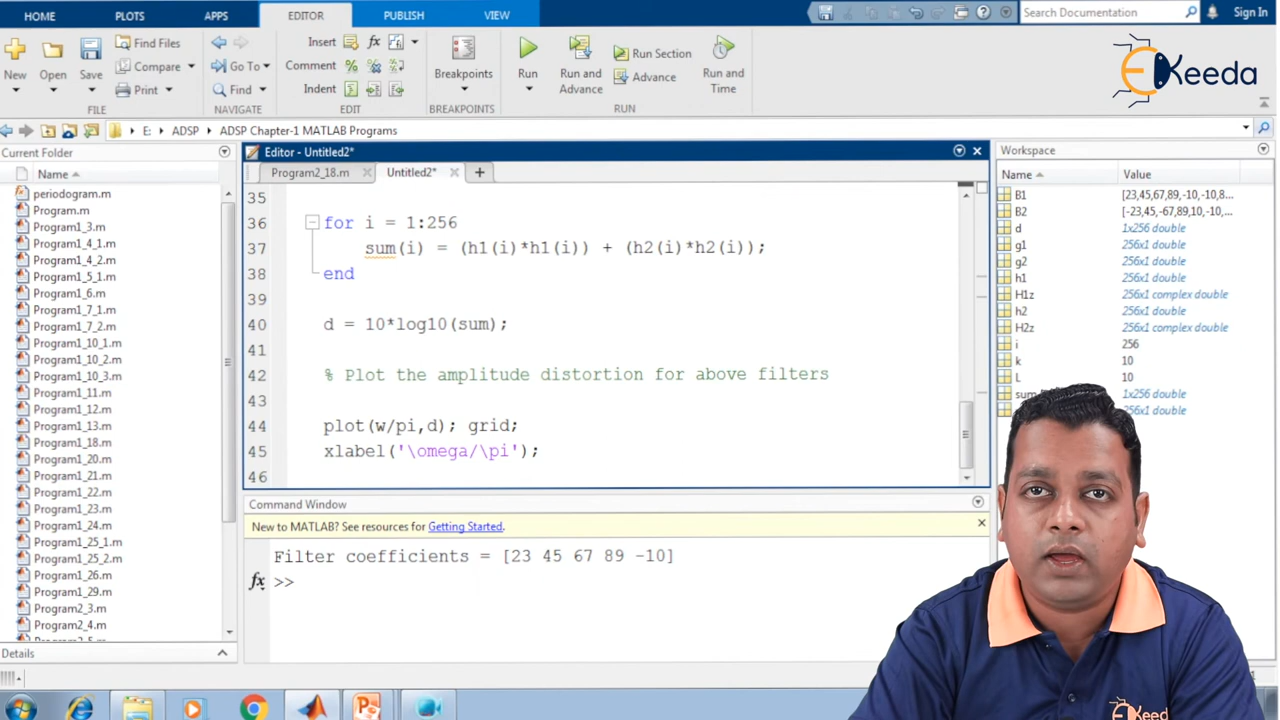 HOME PLOTS APPS EDITOR PUBLISH VIEW Search Documentation Sign In
New Open Save Find Files Compare Print Go To Find
Insert fx Comment Indent Breakpoints Run Run and Advance Run Section Advance Run and Time
FILE NAVIGATE EDIT BREAKPOINTS RUN
EKeeda
E: ADSP ADSP Chapter-1 MATLAB Programs
Current Folder
Name
periodogram.m
Program.m
Program1_3.m
Program1_4_1.m
Program1_4_2.m
Program1_5_1.m
Program1_6.m
Program1_7_1.m
Program1_7_2.m
Program1_10_1.m
Program1_10_2.m
Program1_10_3.m
Program1_11.m
Program1_12.m
Program1_13.m
Program1_18.m
Program1_20.m
Program1_21.m
Program1_22.m
Program1_23.m
Program1_24.m
Program1_25_1.m
Program1_25_2.m
Program1_26.m
Program1_29.m
Program2_3.m
Program2_4.m
Details
Editor - Untitled2*
Program2_18.m Untitled2*
35
36 for i = 1:256
37 sum(i) = (h1(i)*h1(i)) + (h2(i)*h2(i));
38 end
39
40 d = 10*log10(sum);
41
42 % Plot the amplitude distortion for above filters
43
44 plot(w/pi,d); grid;
45 xlabel('\omega/\pi');
46
Command Window
New to MATLAB? See resources for Getting Started.
Filter coefficients = [23 45 67 89 -10]
fx >>
Workspace
Name Value
B1 [23,45,67,89,-10,-10,8...
B2 [-23,45,-67,89,10,-10,...
d 1x256 double
g1 256x1 double
g2 256x1 double
h1 256x1 double
H1z 256x1 complex double
h2 256x1 double
H2z 256x1 complex double
i 256
k 10
L 10
sum 1x256 double
256x1 double